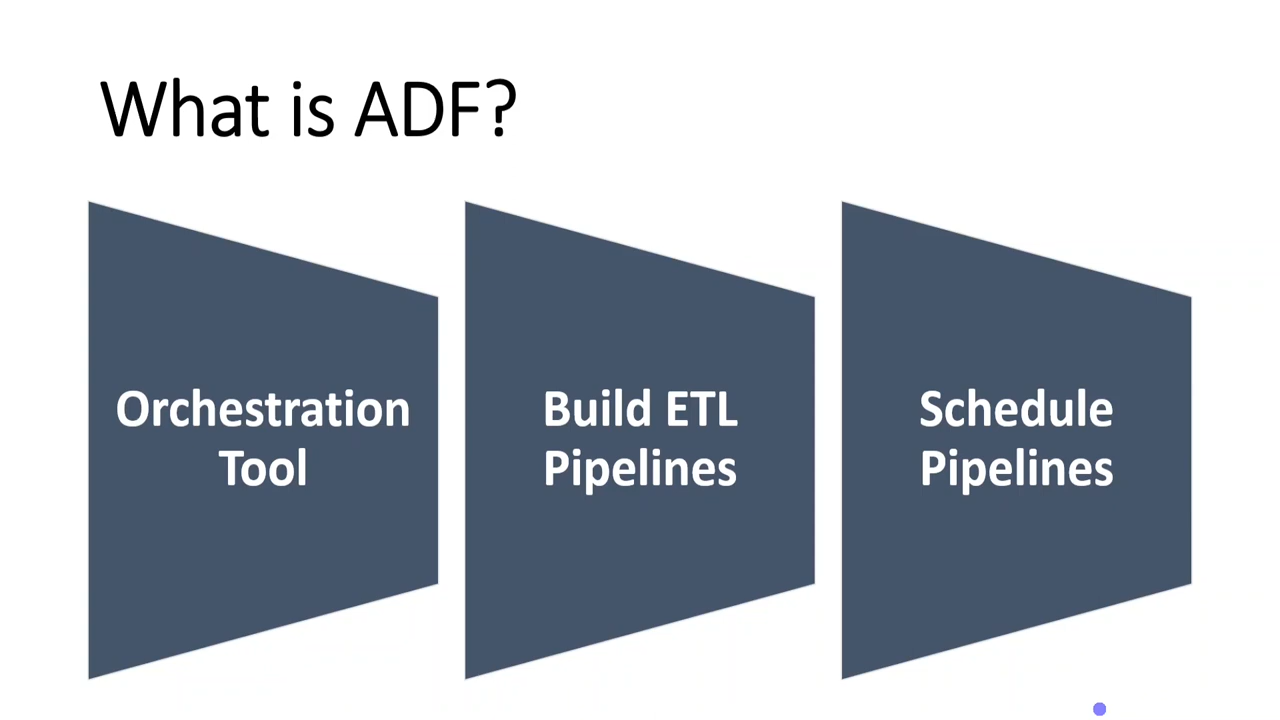 What is ADF?
Orchestration
Tool
Build ETL
Pipelines
Schedule
Pipelines